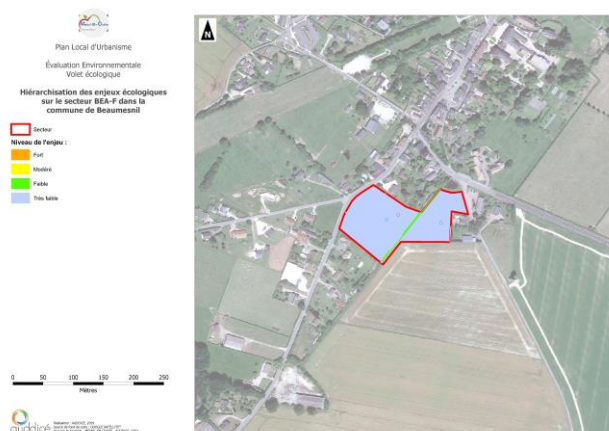 Plan Local d'Urbanisme
Évaluation Environnementale
Volet écologique
Hiérarchisation des enjeux écologiques
sur le secteur BEA-F dans la
commune de Beaumesnil
Secteur
Niveau de l'enjeu :
Fort
Modéré
Faible
Très faible
N
0 50 100 150 200 250
Mètres
auddicé